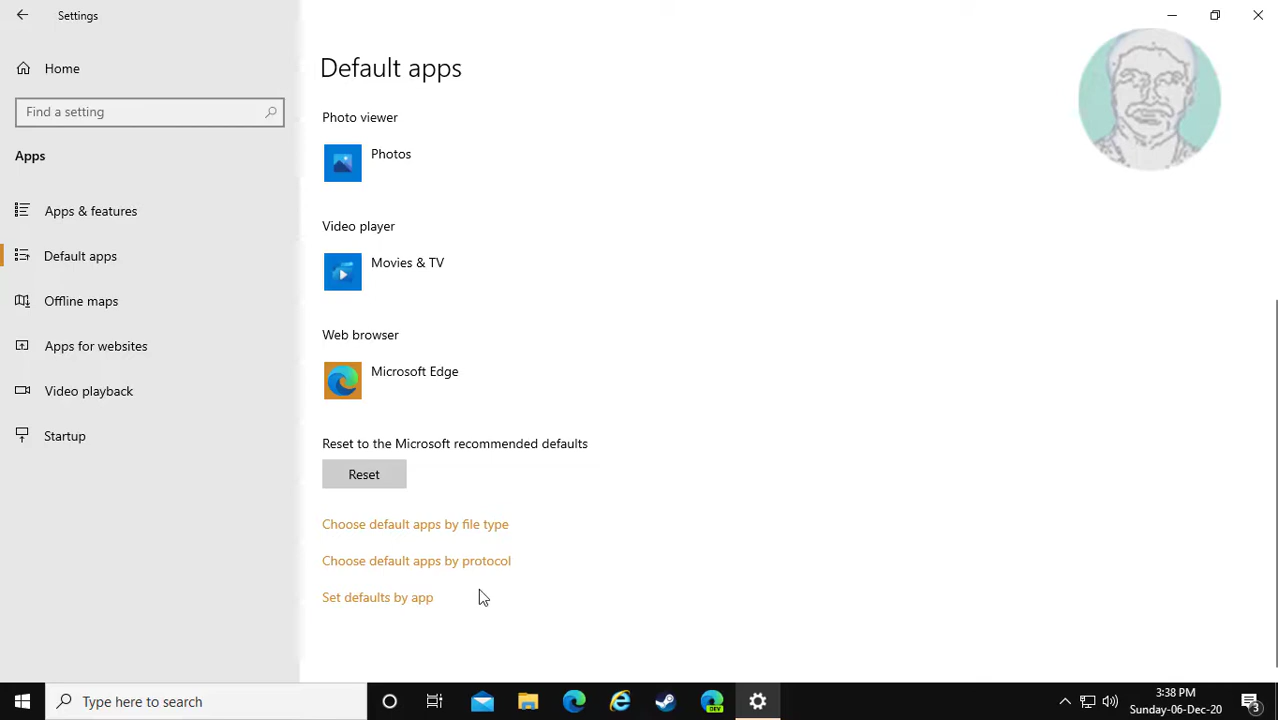 Settings
Home
Find a setting
Apps
Apps & features
Default apps
Offline maps
Apps for websites
Video playback
Startup
Default apps
Photo viewer
Photos
Video player
Movies & TV
Web browser
Microsoft Edge
Reset to the Microsoft recommended defaults
Reset
Choose default apps by file type
Choose default apps by protocol
Set defaults by app
Type here to search
DEV
3:38 PM
Sunday-06-Dec-20
3